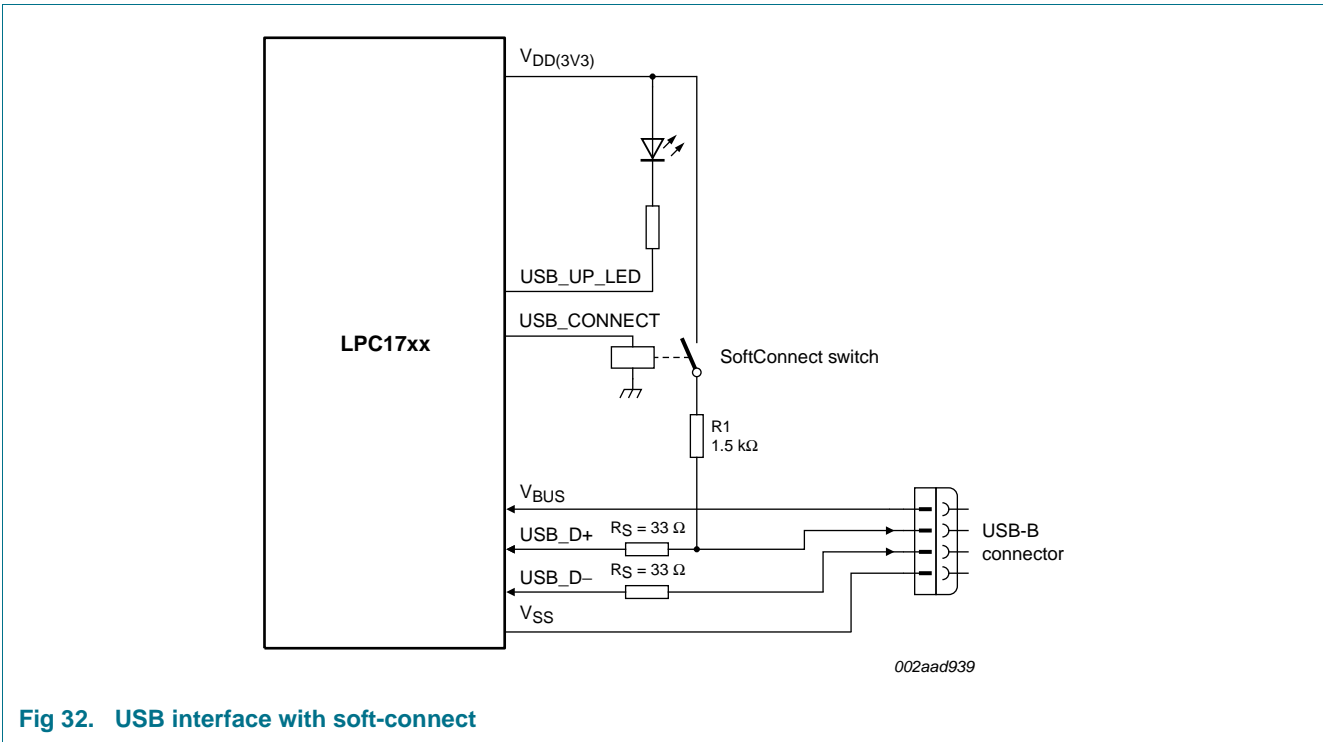 VDD(3V3)
USB_UP_LED
USB_CONNECT
LPC17xx
SoftConnect switch
R1
1.5 kΩ
VBUS
USB_D+
RS = 33 Ω
USB-B
connector
USB_D−
RS = 33 Ω
VSS
002aad939
Fig 32. USB interface with soft-connect